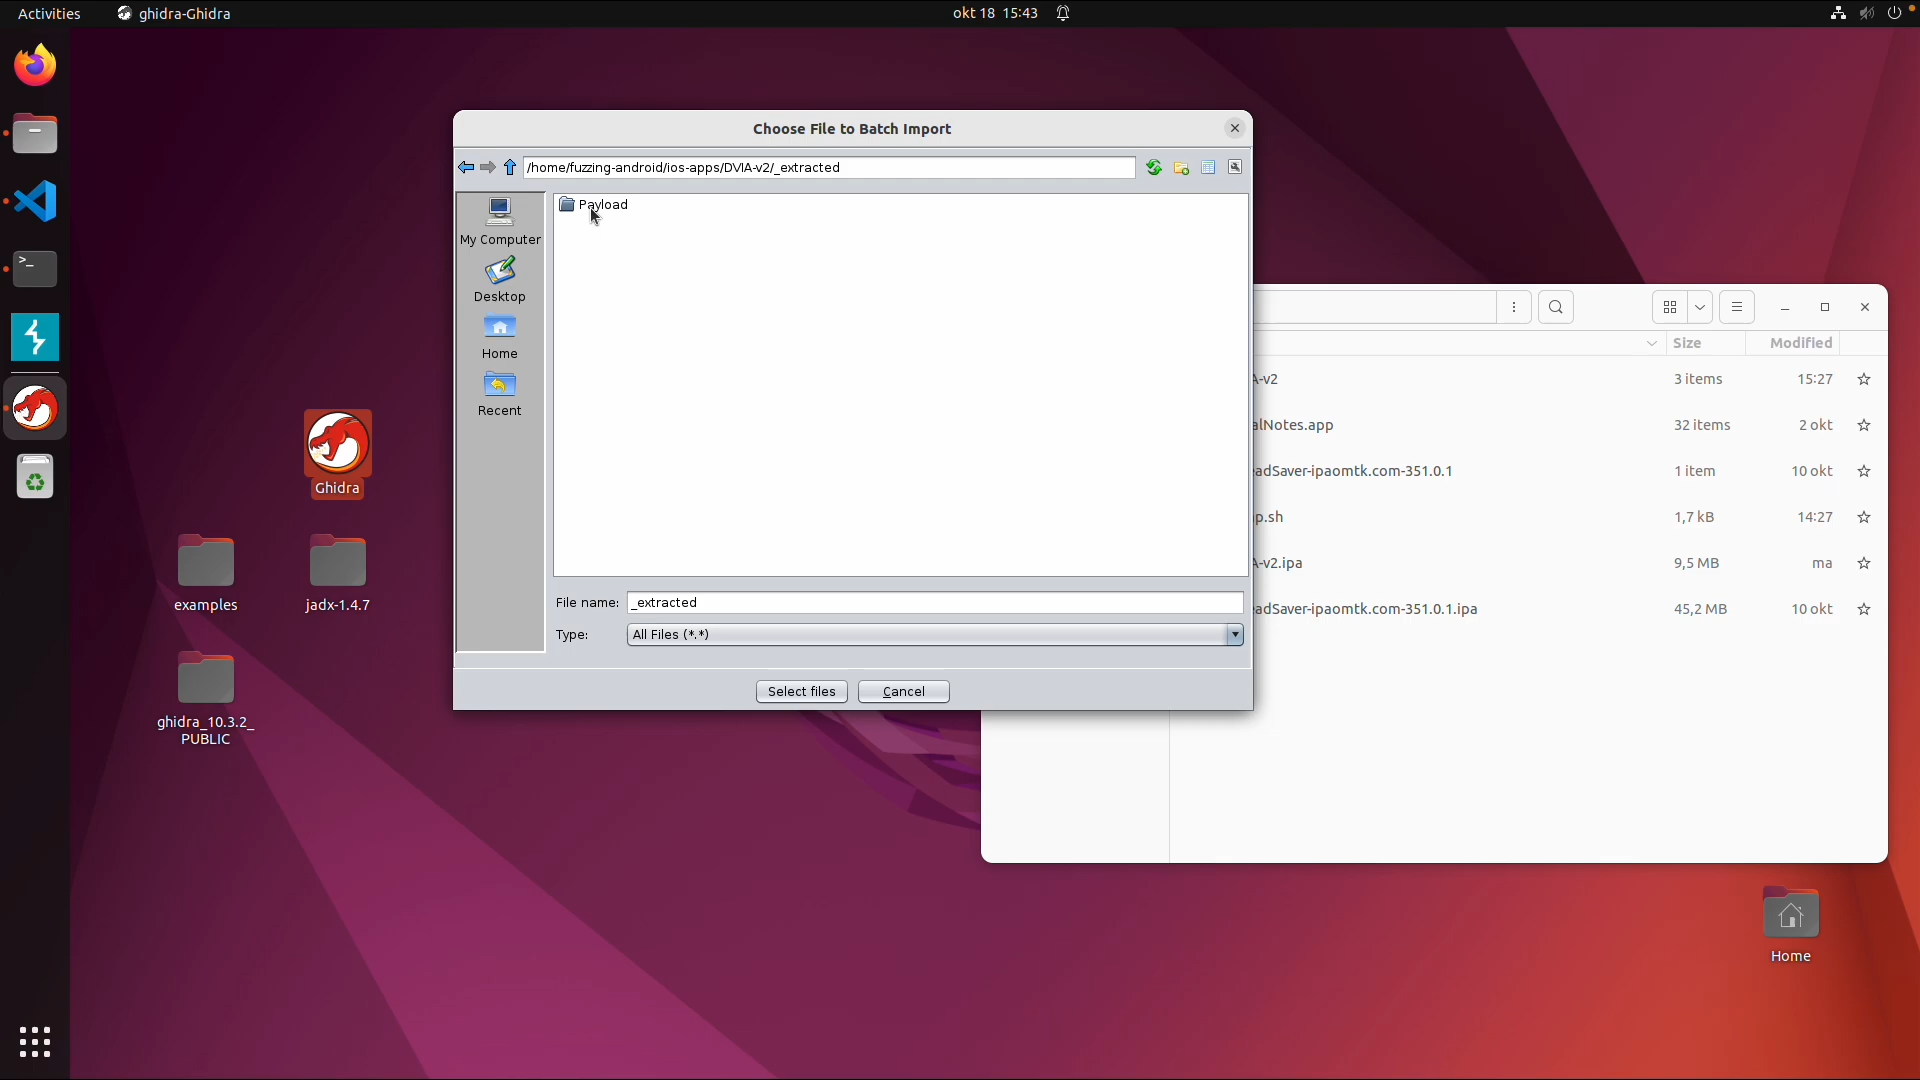 Activities
ghidra-Ghidra
okt 18 15:43
Choose File to Batch Import
/home/fuzzing-android/ios-apps/DVIA-v2/_extracted
My Computer
Desktop
Home
Recent
Payload
File name: _extracted
Type: All Files (*.*)
Select files
Cancel
Size
Modified
A-v2
3 items
15:27
alNotes.app
32 items
2 okt
eadSaver-ipaomtk.com-351.0.1
1 item
10 okt
p.sh
1,7 kB
14:27
A-v2.ipa
9,5 MB
ma
eadSaver-ipaomtk.com-351.0.1.ipa
45,2 MB
10 okt
Ghidra
examples
jadx-1.4.7
ghidra_10.3.2_
PUBLIC
Home